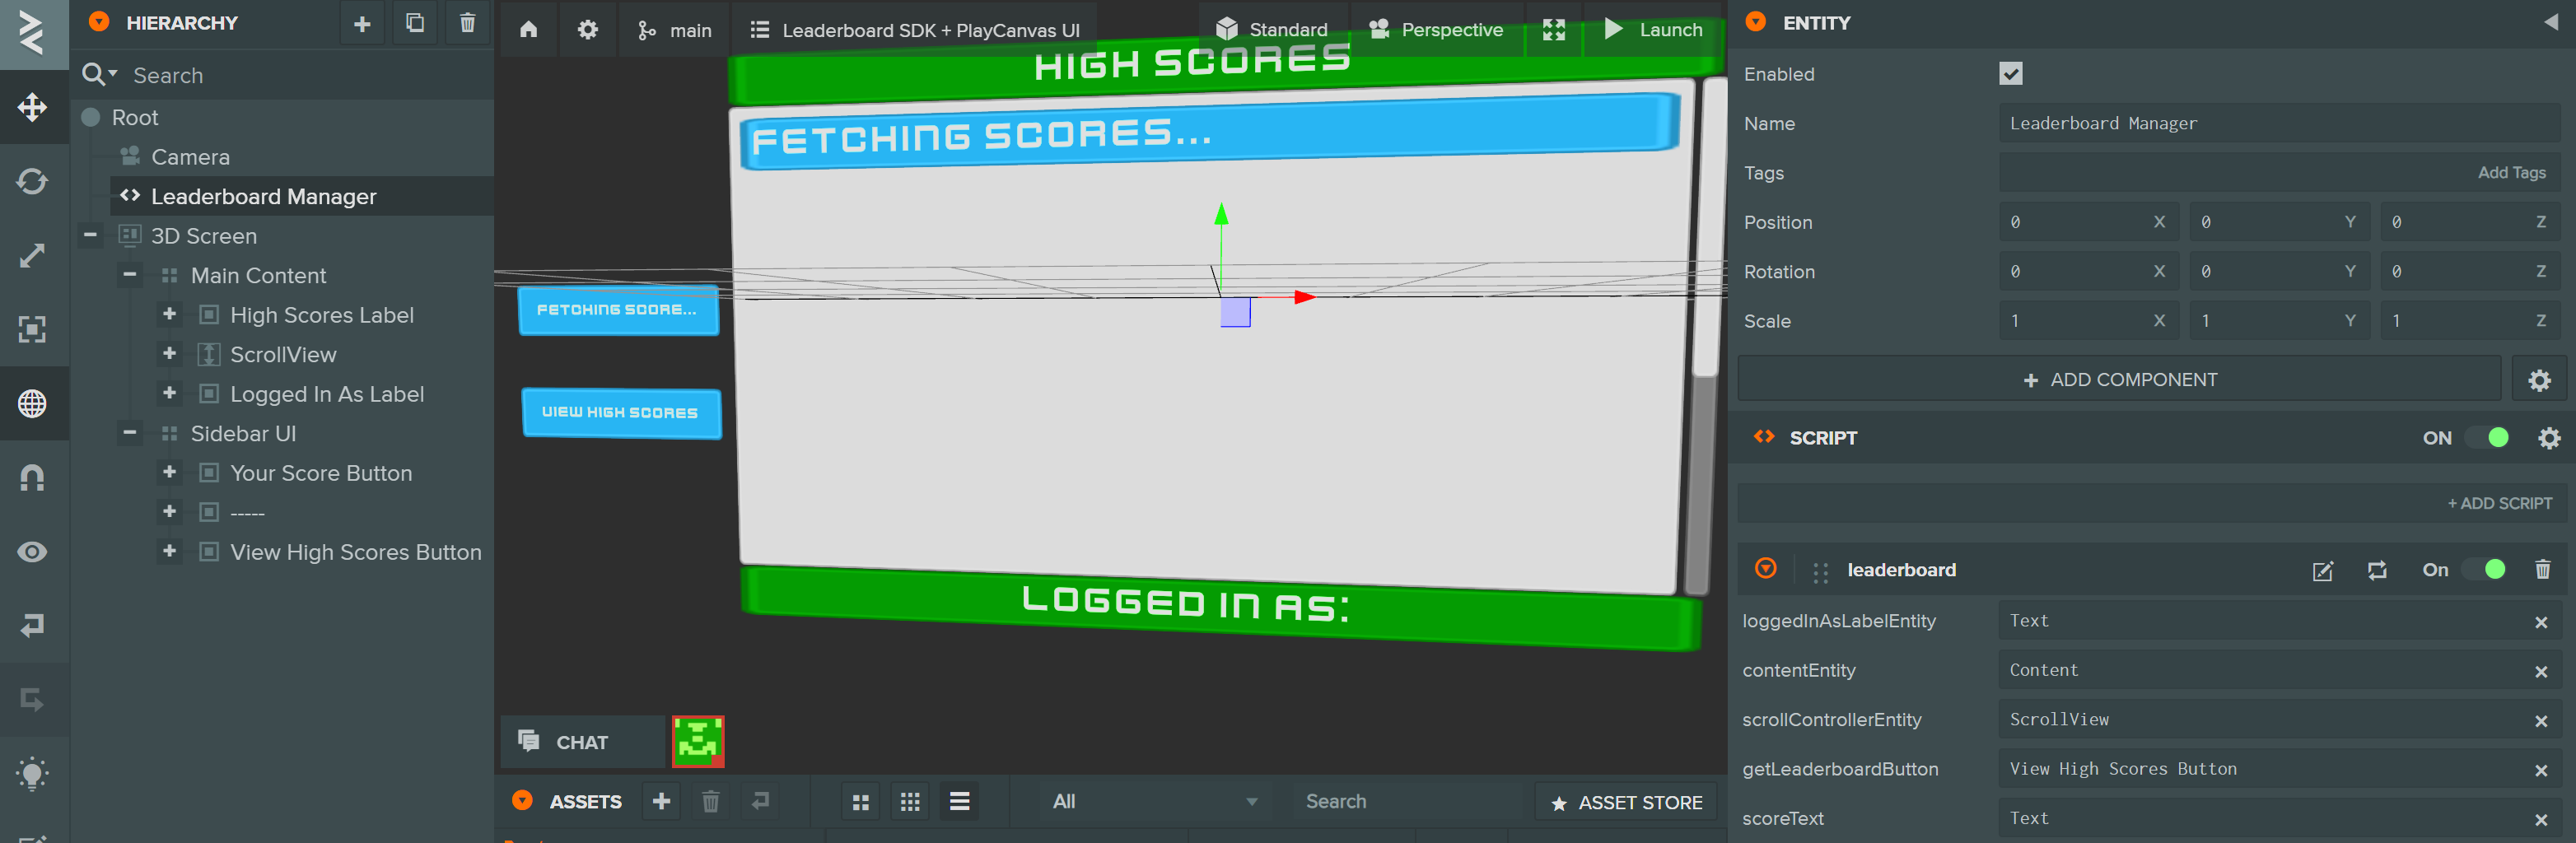 HIERARCHY
Search
Root
Camera
Leaderboard Manager
3D Screen
Main Content
High Scores Label
ScrollView
Logged In As Label
Sidebar UI
Your Score Button
-----
View High Scores Button
main
Leaderboard SDK + PlayCanvas UI
Standard
Perspective
Launch
HIGH SCORES
FETCHING SCORES...
FETCHING SCORE...
VIEW HIGH SCORES
LOGGED IN AS:
CHAT
ASSETS
All
Search
ASSET STORE
ENTITY
Enabled
Name Leaderboard Manager
Tags Add Tags
Position 0 X 0 Y 0 Z
Rotation 0 X 0 Y 0 Z
Scale 1 X 1 Y 1 Z
+ ADD COMPONENT
SCRIPT ON
+ ADD SCRIPT
leaderboard On
loggedInAsLabelEntity Text
contentEntity Content
scrollControllerEntity ScrollView
getLeaderboardButton View High Scores Button
scoreText Text